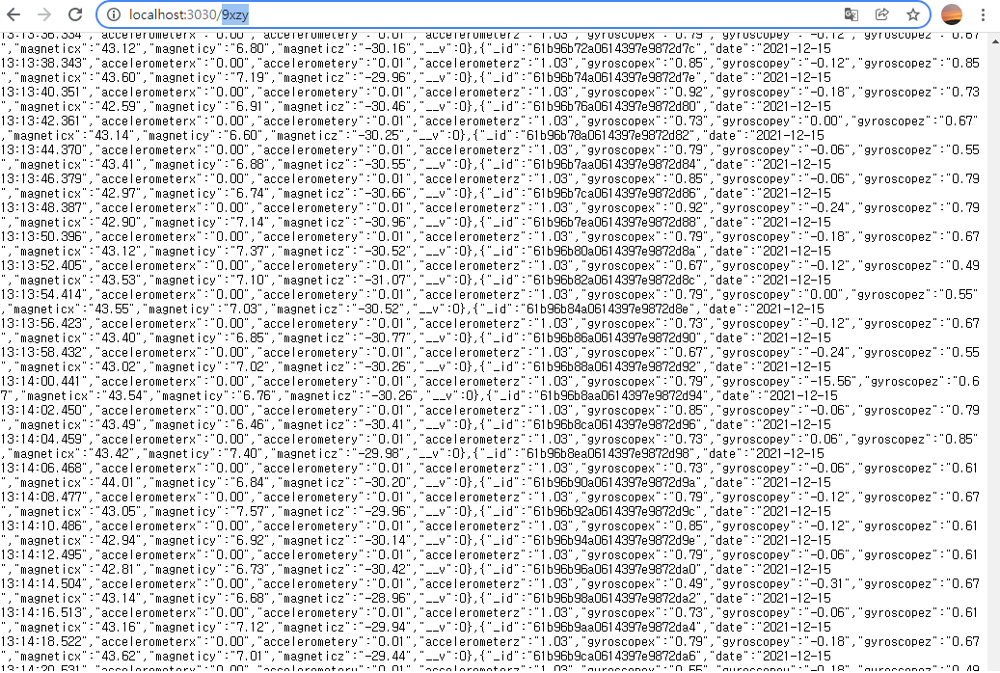 localhost:3030/9xzy
13:13:36.334","accelerometerx":"0.00","accelerometery":"0.01","accelerometerz":"1.03","gyroscopex":"0.79","gyroscopey":"-0.12","gyroscopez":"0.67
","magneticx":"43.12","magneticy":"6.80","magneticz":"-30.16","__v":0},{"_id":"61b96b72a0614397e9872d7c","date":"2021-12-15
13:13:38.343","accelerometerx":"0.00","accelerometery":"0.01","accelerometerz":"1.03","gyroscopex":"0.85","gyroscopey":"-0.12","gyroscopez":"0.85
","magneticx":"43.60","magneticy":"7.19","magneticz":"-29.96","__v":0},{"_id":"61b96b74a0614397e9872d7e","date":"2021-12-15
13:13:40.351","accelerometerx":"0.00","accelerometery":"0.01","accelerometerz":"1.03","gyroscopex":"0.92","gyroscopey":"-0.18","gyroscopez":"0.73
","magneticx":"42.59","magneticy":"6.91","magneticz":"-30.46","__v":0},{"_id":"61b96b76a0614397e9872d80","date":"2021-12-15
13:13:42.361","accelerometerx":"0.00","accelerometery":"0.01","accelerometerz":"1.03","gyroscopex":"0.73","gyroscopey":"0.00","gyroscopez":"0.67"
,"magneticx":"43.14","magneticy":"6.60","magneticz":"-30.25","__v":0},{"_id":"61b96b78a0614397e9872d82","date":"2021-12-15
13:13:44.370","accelerometerx":"0.00","accelerometery":"0.01","accelerometerz":"1.03","gyroscopex":"0.79","gyroscopey":"-0.06","gyroscopez":"0.55
","magneticx":"43.41","magneticy":"6.88","magneticz":"-30.55","__v":0},{"_id":"61b96b7aa0614397e9872d84","date":"2021-12-15
13:13:46.379","accelerometerx":"0.00","accelerometery":"0.01","accelerometerz":"1.03","gyroscopex":"0.85","gyroscopey":"-0.06","gyroscopez":"0.79
","magneticx":"42.97","magneticy":"6.74","magneticz":"-30.66","__v":0},{"_id":"61b96b7ca0614397e9872d86","date":"2021-12-15
13:13:48.387","accelerometerx":"0.00","accelerometery":"0.01","accelerometerz":"1.03","gyroscopex":"0.92","gyroscopey":"-0.24","gyroscopez":"0.79
","magneticx":"42.90","magneticy":"7.14","magneticz":"-30.96","__v":0},{"_id":"61b96b7ea0614397e9872d88","date":"2021-12-15
13:13:50.396","accelerometerx":"0.00","accelerometery":"0.01","accelerometerz":"1.03","gyroscopex":"0.79","gyroscopey":"-0.18","gyroscopez":"0.67
","magneticx":"43.12","magneticy":"7.37","magneticz":"-30.52","__v":0},{"_id":"61b96b80a0614397e9872d8a","date":"2021-12-15
13:13:52.405","accelerometerx":"0.00","accelerometery":"0.01","accelerometerz":"1.03","gyroscopex":"0.67","gyroscopey":"-0.12","gyroscopez":"0.49
","magneticx":"43.53","magneticy":"7.10","magneticz":"-31.07","__v":0},{"_id":"61b96b82a0614397e9872d8c","date":"2021-12-15
13:13:54.414","accelerometerx":"0.00","accelerometery":"0.01","accelerometerz":"1.03","gyroscopex":"0.79","gyroscopey":"0.00","gyroscopez":"0.55"
,"magneticx":"43.55","magneticy":"7.03","magneticz":"-30.52","__v":0},{"_id":"61b96b84a0614397e9872d8e","date":"2021-12-15
13:13:56.423","accelerometerx":"0.00","accelerometery":"0.01","accelerometerz":"1.03","gyroscopex":"0.73","gyroscopey":"-0.12","gyroscopez":"0.67
","magneticx":"43.40","magneticy":"6.85","magneticz":"-30.77","__v":0},{"_id":"61b96b86a0614397e9872d90","date":"2021-12-15
13:13:58.432","accelerometerx":"0.00","accelerometery":"0.01","accelerometerz":"1.03","gyroscopex":"0.67","gyroscopey":"-0.24","gyroscopez":"0.55
","magneticx":"43.02","magneticy":"7.02","magneticz":"-30.26","__v":0},{"_id":"61b96b88a0614397e9872d92","date":"2021-12-15
13:14:00.441","accelerometerx":"0.00","accelerometery":"0.01","accelerometerz":"1.03","gyroscopex":"0.79","gyroscopey":"-15.56","gyroscopez":"0.6
7","magneticx":"43.54","magneticy":"6.76","magneticz":"-30.26","__v":0},{"_id":"61b96b8aa0614397e9872d94","date":"2021-12-15
13:14:02.450","accelerometerx":"0.00","accelerometery":"0.01","accelerometerz":"1.03","gyroscopex":"0.85","gyroscopey":"-0.06","gyroscopez":"0.79
","magneticx":"43.49","magneticy":"6.46","magneticz":"-30.41","__v":0},{"_id":"61b96b8ca0614397e9872d96","date":"2021-12-15
13:14:04.459","accelerometerx":"0.00","accelerometery":"0.01","accelerometerz":"1.03","gyroscopex":"0.73","gyroscopey":"0.06","gyroscopez":"0.85"
,"magneticx":"43.42","magneticy":"7.40","magneticz":"-29.98","__v":0},{"_id":"61b96b8ea0614397e9872d98","date":"2021-12-15
13:14:06.468","accelerometerx":"0.00","accelerometery":"0.01","accelerometerz":"1.03","gyroscopex":"0.73","gyroscopey":"-0.06","gyroscopez":"0.61
","magneticx":"44.01","magneticy":"6.84","magneticz":"-30.20","__v":0},{"_id":"61b96b90a0614397e9872d9a","date":"2021-12-15
13:14:08.477","accelerometerx":"0.00","accelerometery":"0.01","accelerometerz":"1.03","gyroscopex":"0.79","gyroscopey":"-0.12","gyroscopez":"0.67
","magneticx":"43.05","magneticy":"7.57","magneticz":"-29.96","__v":0},{"_id":"61b96b92a0614397e9872d9c","date":"2021-12-15
13:14:10.486","accelerometerx":"0.00","accelerometery":"0.01","accelerometerz":"1.03","gyroscopex":"0.85","gyroscopey":"-0.12","gyroscopez":"0.61
","magneticx":"42.94","magneticy":"6.92","magneticz":"-30.14","__v":0},{"_id":"61b96b94a0614397e9872d9e","date":"2021-12-15
13:14:12.495","accelerometerx":"0.00","accelerometery":"0.01","accelerometerz":"1.03","gyroscopex":"0.79","gyroscopey":"-0.06","gyroscopez":"0.61
","magneticx":"42.81","magneticy":"6.73","magneticz":"-30.42","__v":0},{"_id":"61b96b96a0614397e9872da0","date":"2021-12-15
13:14:14.504","accelerometerx":"0.00","accelerometery":"0.01","accelerometerz":"1.03","gyroscopex":"0.49","gyroscopey":"-0.31","gyroscopez":"0.67
","magneticx":"43.14","magneticy":"6.68","magneticz":"-28.96","__v":0},{"_id":"61b96b98a0614397e9872da2","date":"2021-12-15
13:14:16.513","accelerometerx":"0.00","accelerometery":"0.01","accelerometerz":"1.03","gyroscopex":"0.73","gyroscopey":"-0.06","gyroscopez":"0.61
","magneticx":"43.16","magneticy":"7.12","magneticz":"-29.94","__v":0},{"_id":"61b96b9aa0614397e9872da4","date":"2021-12-15
13:14:18.522","accelerometerx":"0.00","accelerometery":"0.01","accelerometerz":"1.03","gyroscopex":"0.79","gyroscopey":"-0.18","gyroscopez":"0.67
","magneticx":"43.62","magneticy":"7.01","magneticz":"-29.44","__v":0},{"_id":"61b96b9ca0614397e9872da6","date":"2021-12-15
13:14:20.531","accelerometerx":"0.00","accelerometery":"0.01","accelerometerz":"1.03","gyroscopex":"0.55","gyroscopey":"-0.18","gyroscopez":"0.49